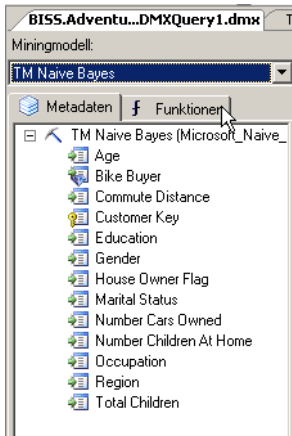 BISS.Adventu...DMXQuery1.dmx
Miningmodell:
TM Naive Bayes
Metadaten Funktionen
TM Naive Bayes (Microsoft_Naive_
Age
Bike Buyer
Commute Distance
Customer Key
Education
Gender
House Owner Flag
Marital Status
Number Cars Owned
Number Children At Home
Occupation
Region
Total Children